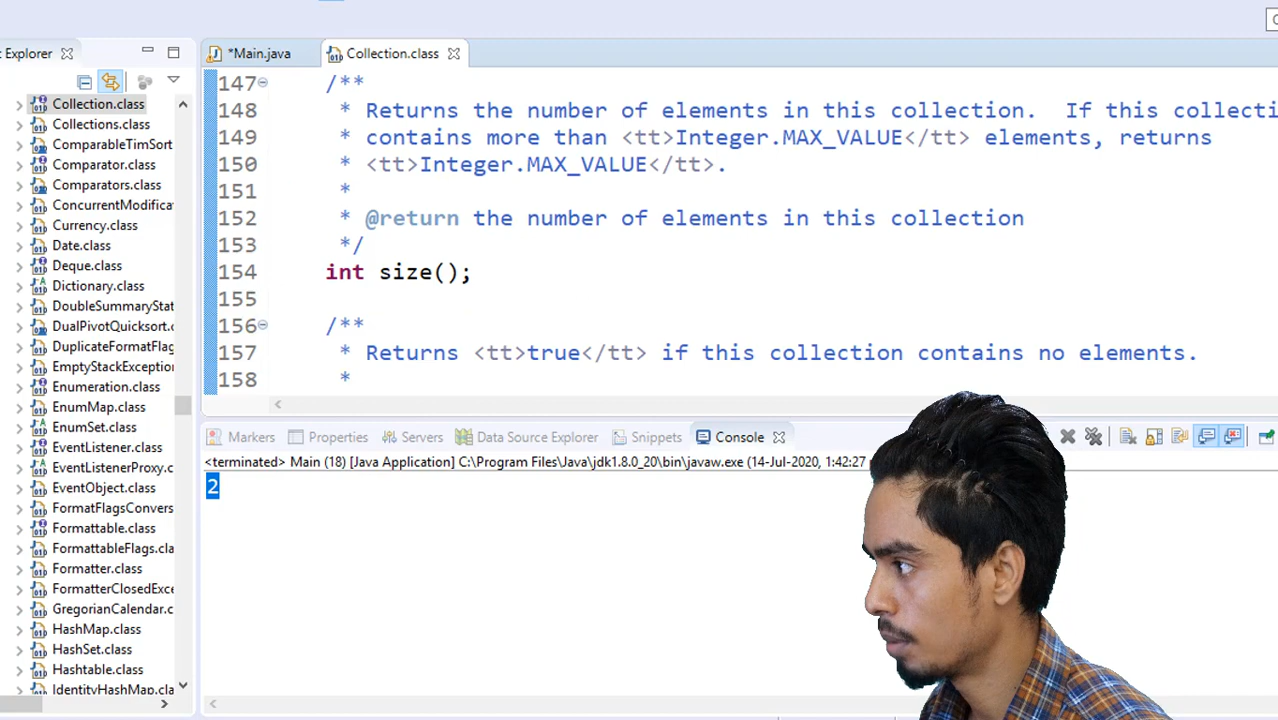 t Explorer
*Main.java
Collection.class
Collection.class
Collections.class
ComparableTimSort
Comparator.class
Comparators.class
ConcurrentModifica
Currency.class
Date.class
Deque.class
Dictionary.class
DoubleSummaryStat
DualPivotQuicksort.c
DuplicateFormatFlag
EmptyStackException
Enumeration.class
EnumMap.class
EnumSet.class
EventListener.class
EventListenerProxy.c
EventObject.class
FormatFlagsConvers
Formattable.class
FormattableFlags.cla
Formatter.class
FormatterClosedExce
GregorianCalendar.c
HashMap.class
HashSet.class
Hashtable.class
IdentityHashMap.cla
147 /**
148 * Returns the number of elements in this collection. If this collecti
149 * contains more than <tt>Integer.MAX_VALUE</tt> elements, returns
150 * <tt>Integer.MAX_VALUE</tt>.
151 *
152 * @return the number of elements in this collection
153 */
154 int size();
155
156 /**
157 * Returns <tt>true</tt> if this collection contains no elements.
158 *
Markers Properties Servers Data Source Explorer Snippets Console
<terminated> Main (18) [Java Application] C:\Program Files\Java\jdk1.8.0_20\bin\javaw.exe (14-Jul-2020, 1:42:27
2